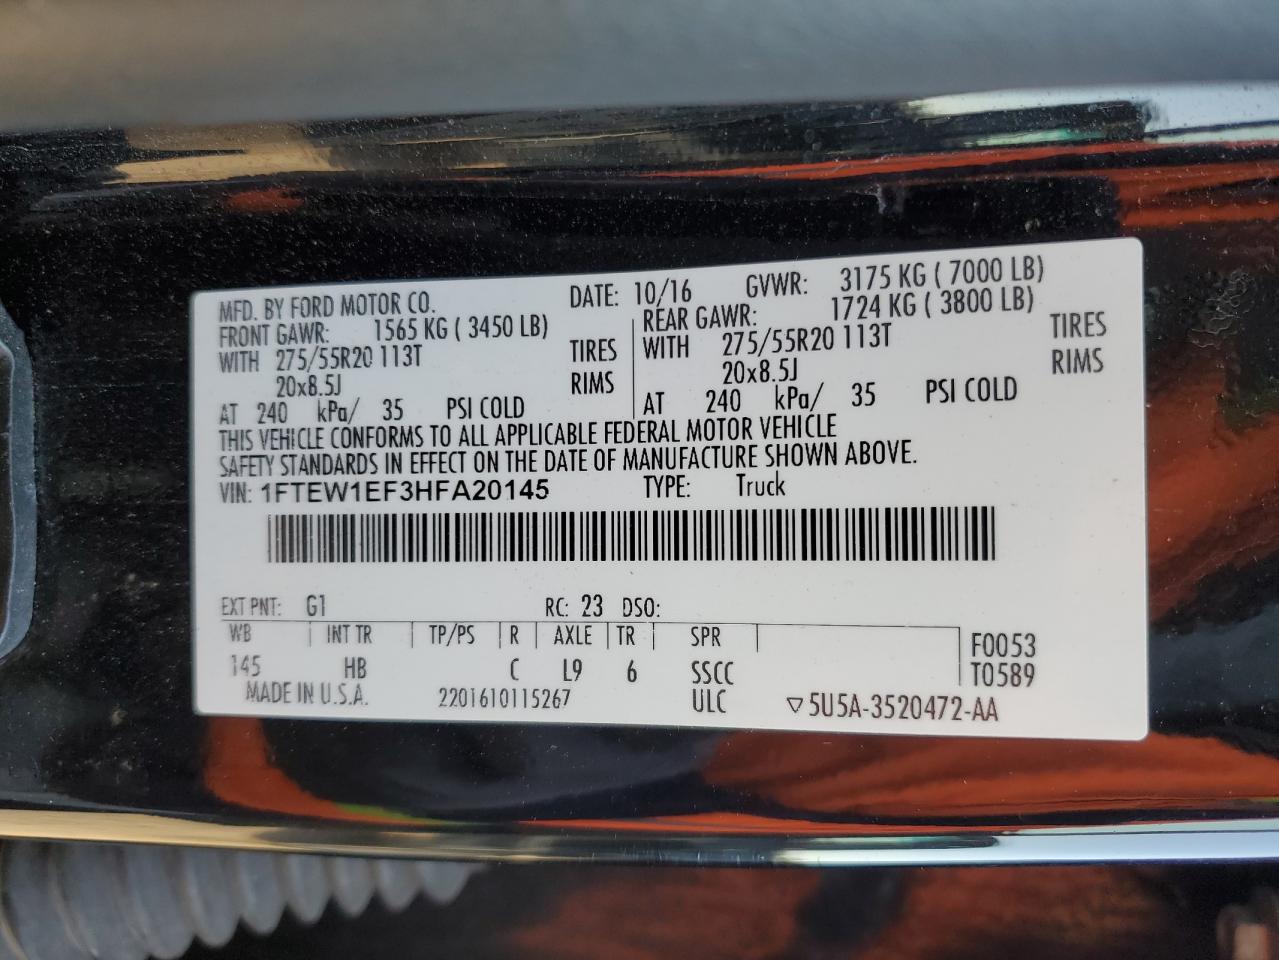 MFD. BY FORD MOTOR CO. DATE: 10/16 GVWR: 3175 KG ( 7000 LB)
FRONT GAWR: 1565 KG ( 3450 LB) REAR GAWR: 1724 KG ( 3800 LB)
WITH 275/55R20 113T TIRES WITH 275/55R20 113T TIRES
20x8.5J RIMS 20x8.5J RIMS
AT 240 kPa/ 35 PSI COLD AT 240 kPa/ 35 PSI COLD
THIS VEHICLE CONFORMS TO ALL APPLICABLE FEDERAL MOTOR VEHICLE
SAFETY STANDARDS IN EFFECT ON THE DATE OF MANUFACTURE SHOWN ABOVE.
VIN: 1FTEW1EF3HFA20145 TYPE: Truck
EXT PNT: G1 RC: 23 DSO:
WB INT TR TP/PS R AXLE TR SPR F0053
145 HB C L9 6 SSCC T0589
MADE IN U.S.A. 2201610115267 ULC ▽5U5A-3520472-AA